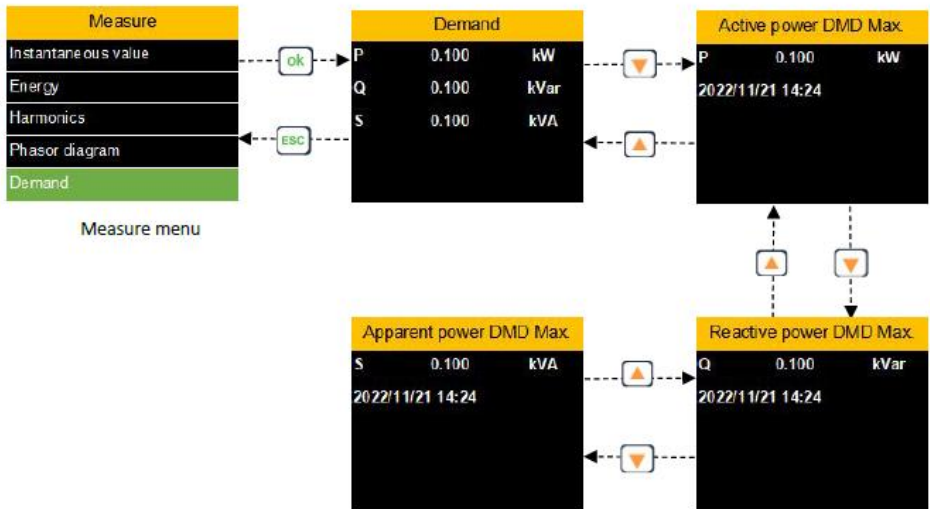 Measure
Instantaneous value
Energy
Harmonics
Phasor diagram
Demand
Measure menu
ok
ESC
Demand
P 0.100 kW
Q 0.100 kVar
S 0.100 kVA
Active power DMD Max.
P 0.100 kW
2022/11/21 14:24
Apparent power DMD Max.
S 0.100 kVA
2022/11/21 14:24
Reactive power DMD Max.
Q 0.100 kVar
2022/11/21 14:24